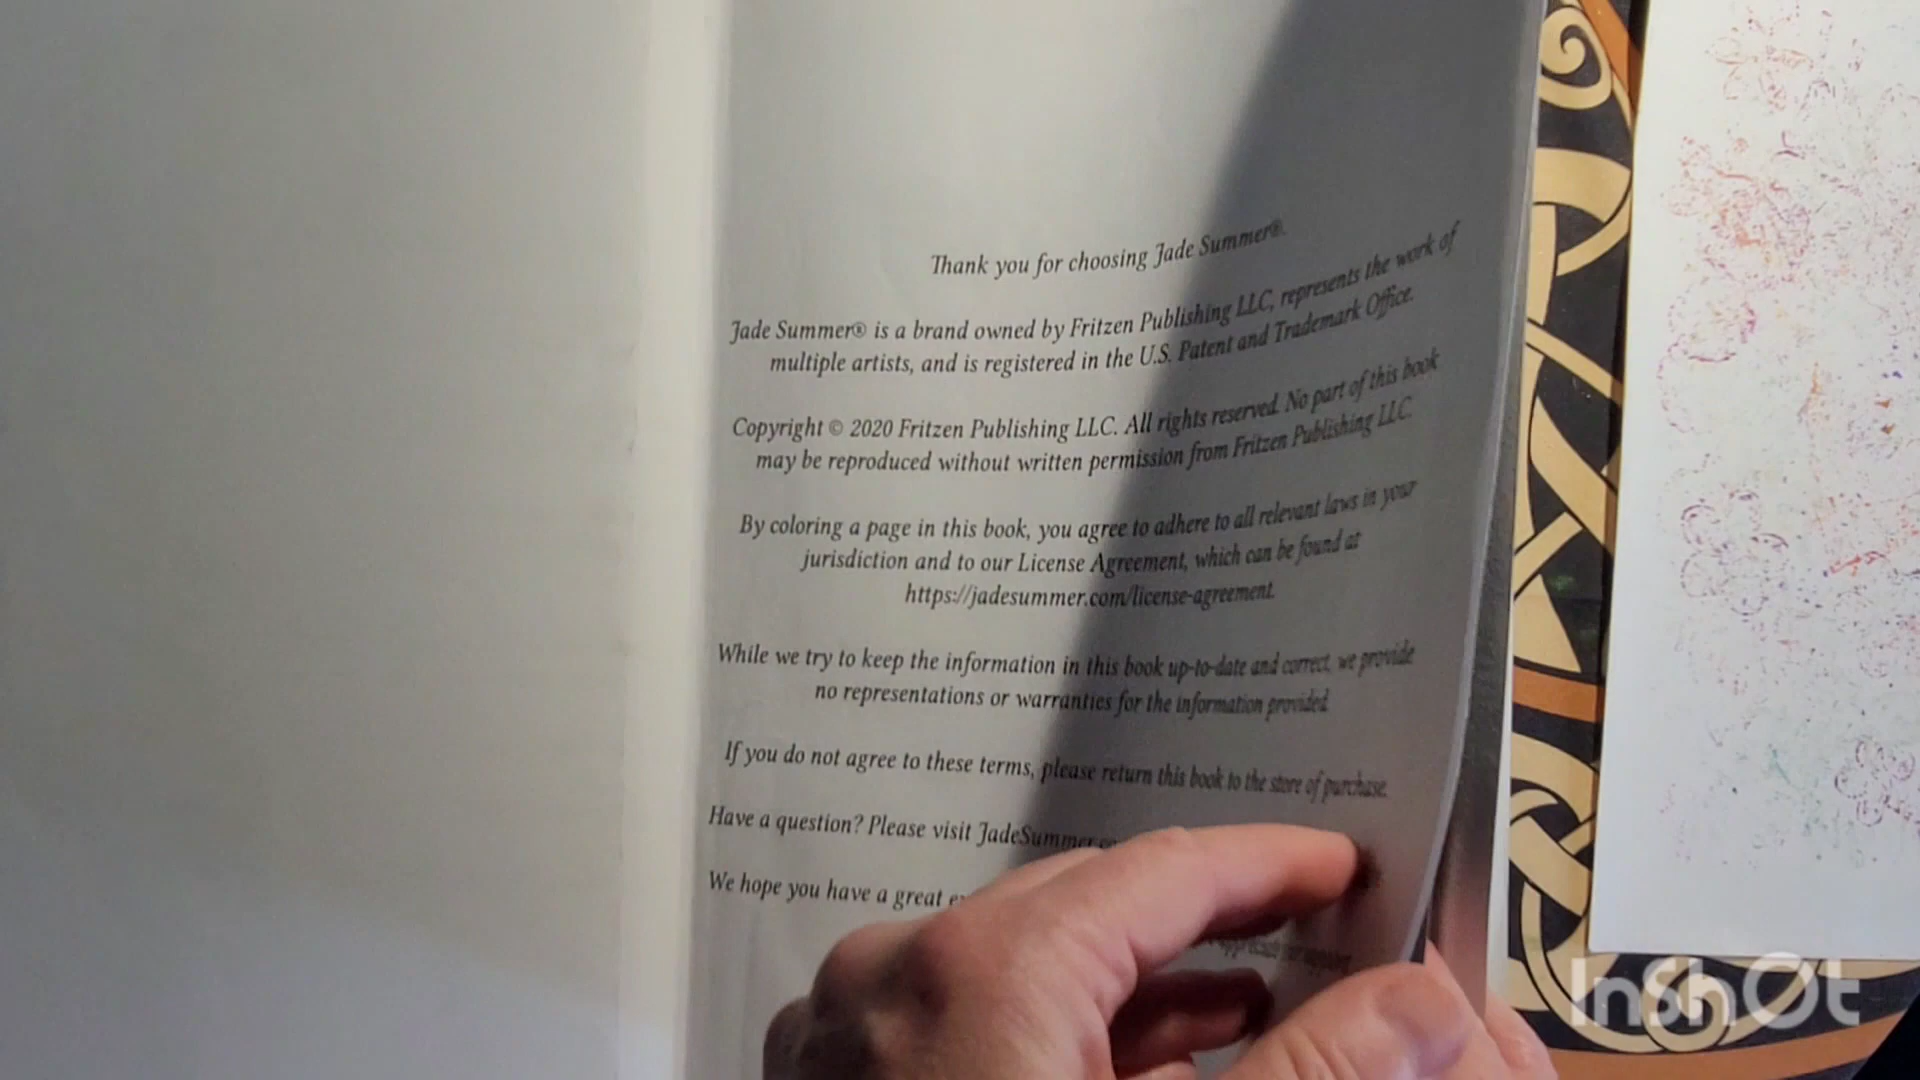 Thank you for choosing Jade Summer®.
Jade Summer® is a brand owned by Fritzen Publishing LLC, represents the work of
multiple artists, and is registered in the U.S. Patent and Trademark Office.
Copyright © 2020 Fritzen Publishing LLC. All rights reserved. No part of this book
may be reproduced without written permission from Fritzen Publishing LLC.
By coloring a page in this book, you agree to adhere to all relevant laws in your
jurisdiction and to our License Agreement, which can be found at
https://jadesummer.com/license-agreement.
While we try to keep the information in this book up-to-date and correct, we provide
no representations or warranties for the information provided.
If you do not agree to these terms, please return this book to the store of purchase.
Have a question? Please visit JadeSummer
We hope you have a great
appreciate your support
InShOt